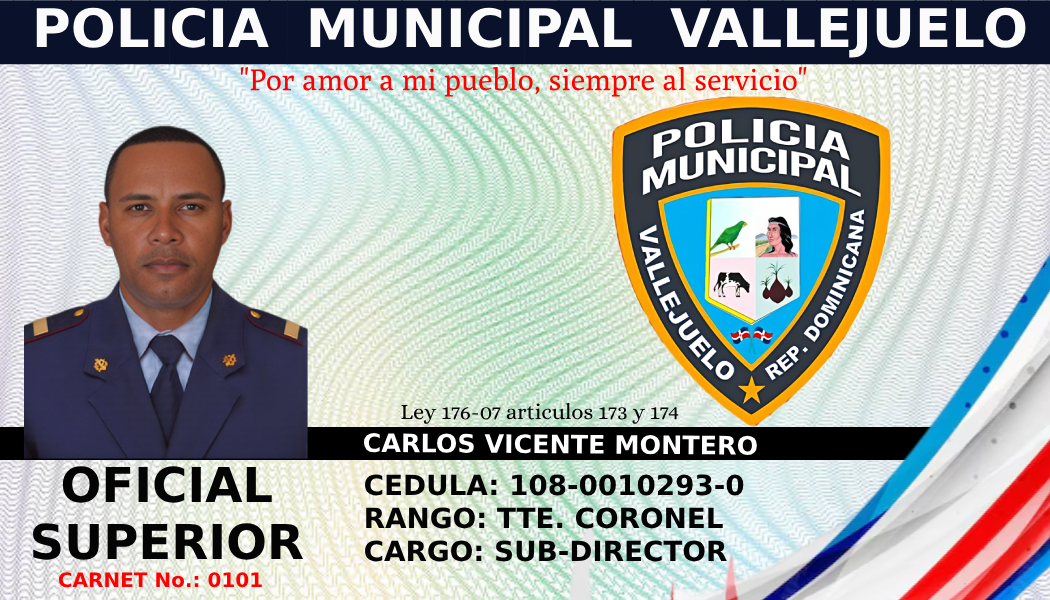 POLICIA MUNICIPAL VALLEJUELO
"Por amor a mi pueblo, siempre al servicio"
POLICIA
MUNICIPAL
VALLEJUELO
REP. DOMINICANA
Ley 176-07 articulos 173 y 174
CARLOS VICENTE MONTERO
OFICIAL
SUPERIOR
CARNET No.: 0101
CEDULA: 108-0010293-0
RANGO: TTE. CORONEL
CARGO: SUB-DIRECTOR